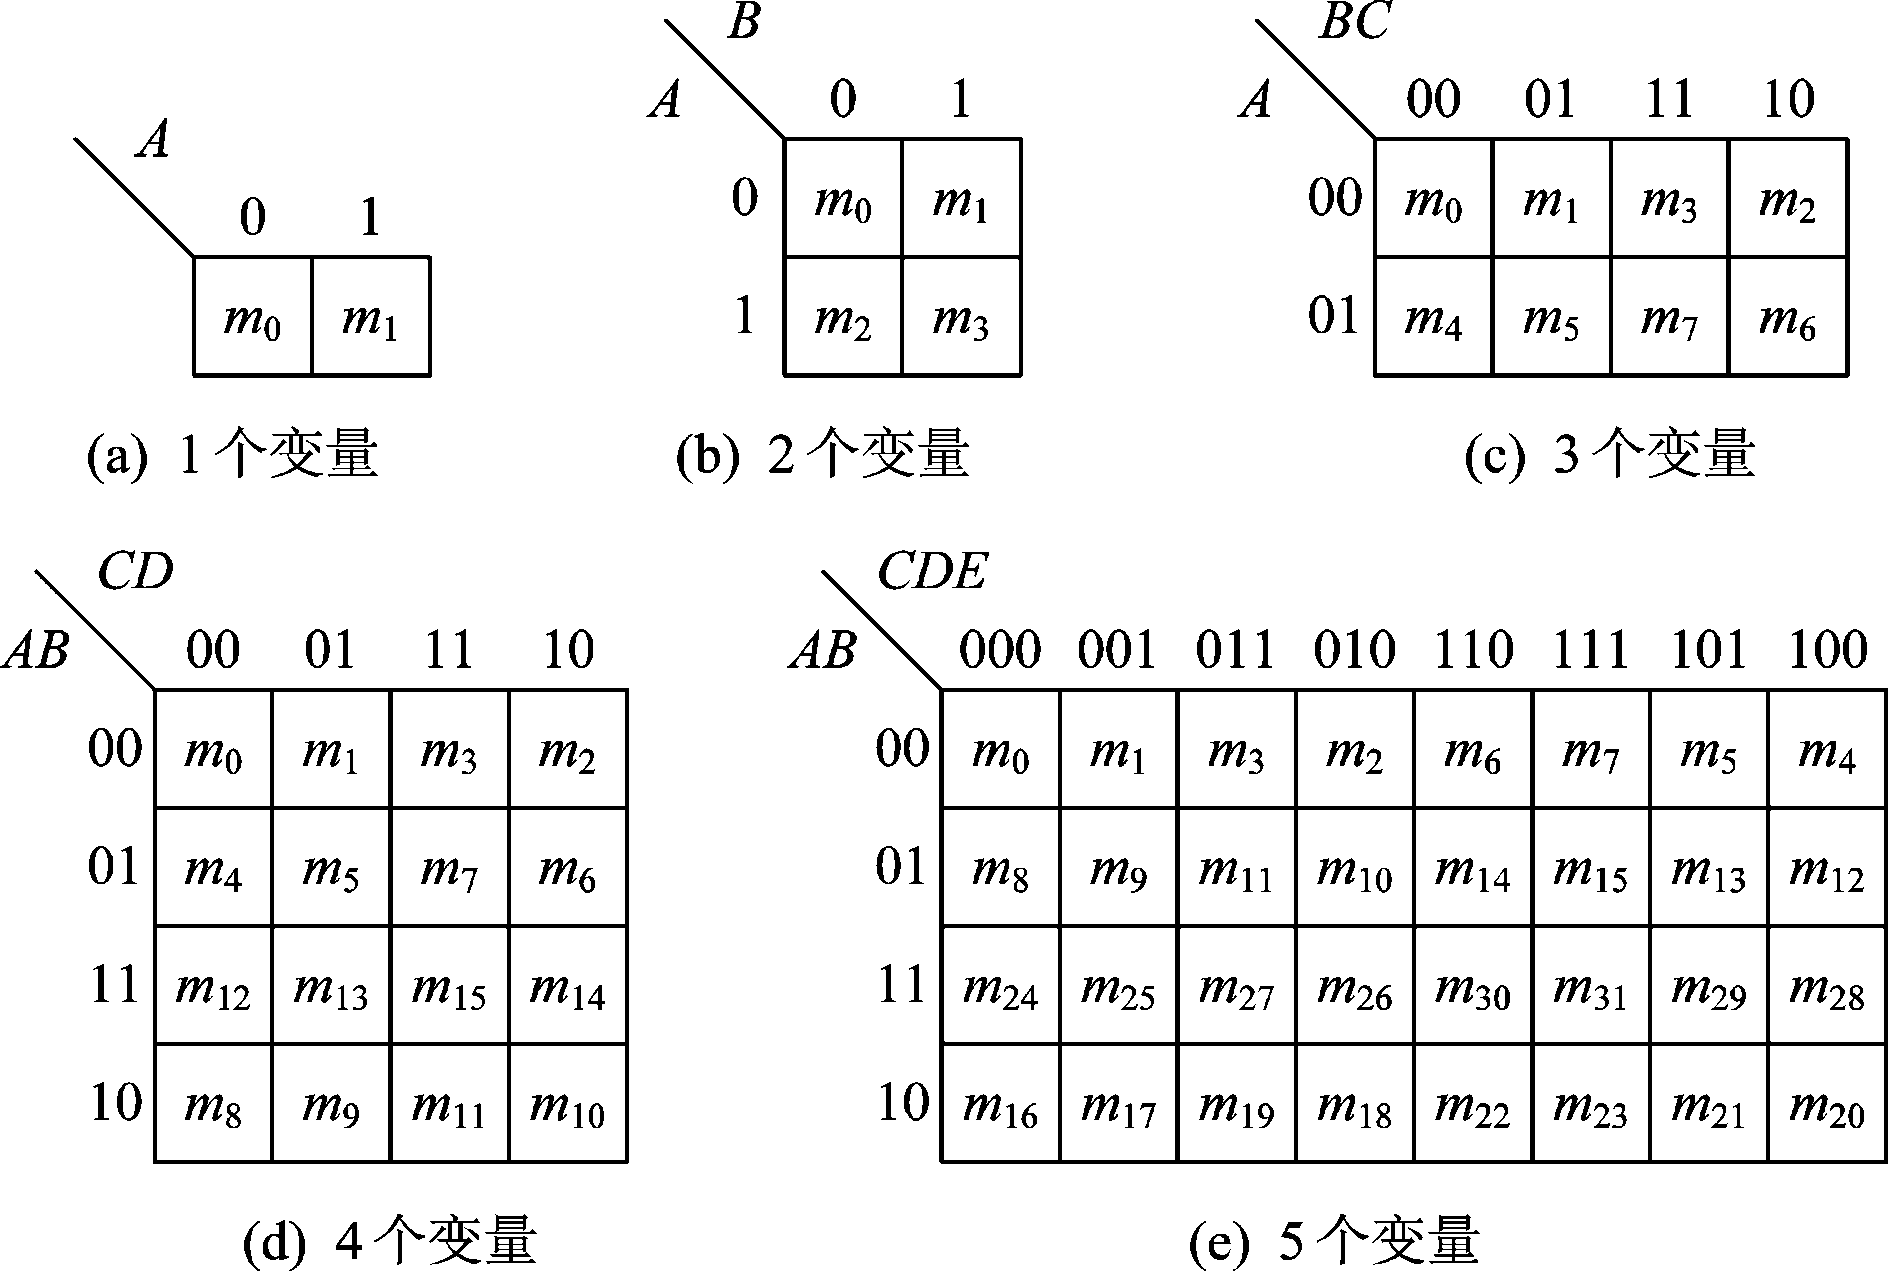 A
0 1
m0 m1
(a) 1个变量
B
A 0 1
0 m0 m1
1 m2 m3
(b) 2个变量
BC
A 00 01 11 10
00 m0 m1 m3 m2
01 m4 m5 m7 m6
(c) 3个变量
CD
AB 00 01 11 10
00 m0 m1 m3 m2
01 m4 m5 m7 m6
11 m12 m13 m15 m14
10 m8 m9 m11 m10
(d) 4个变量
CDE
AB 000 001 011 010 110 111 101 100
00 m0 m1 m3 m2 m6 m7 m5 m4
01 m8 m9 m11 m10 m14 m15 m13 m12
11 m24 m25 m27 m26 m30 m31 m29 m28
10 m16 m17 m19 m18 m22 m23 m21 m20
(e) 5个变量